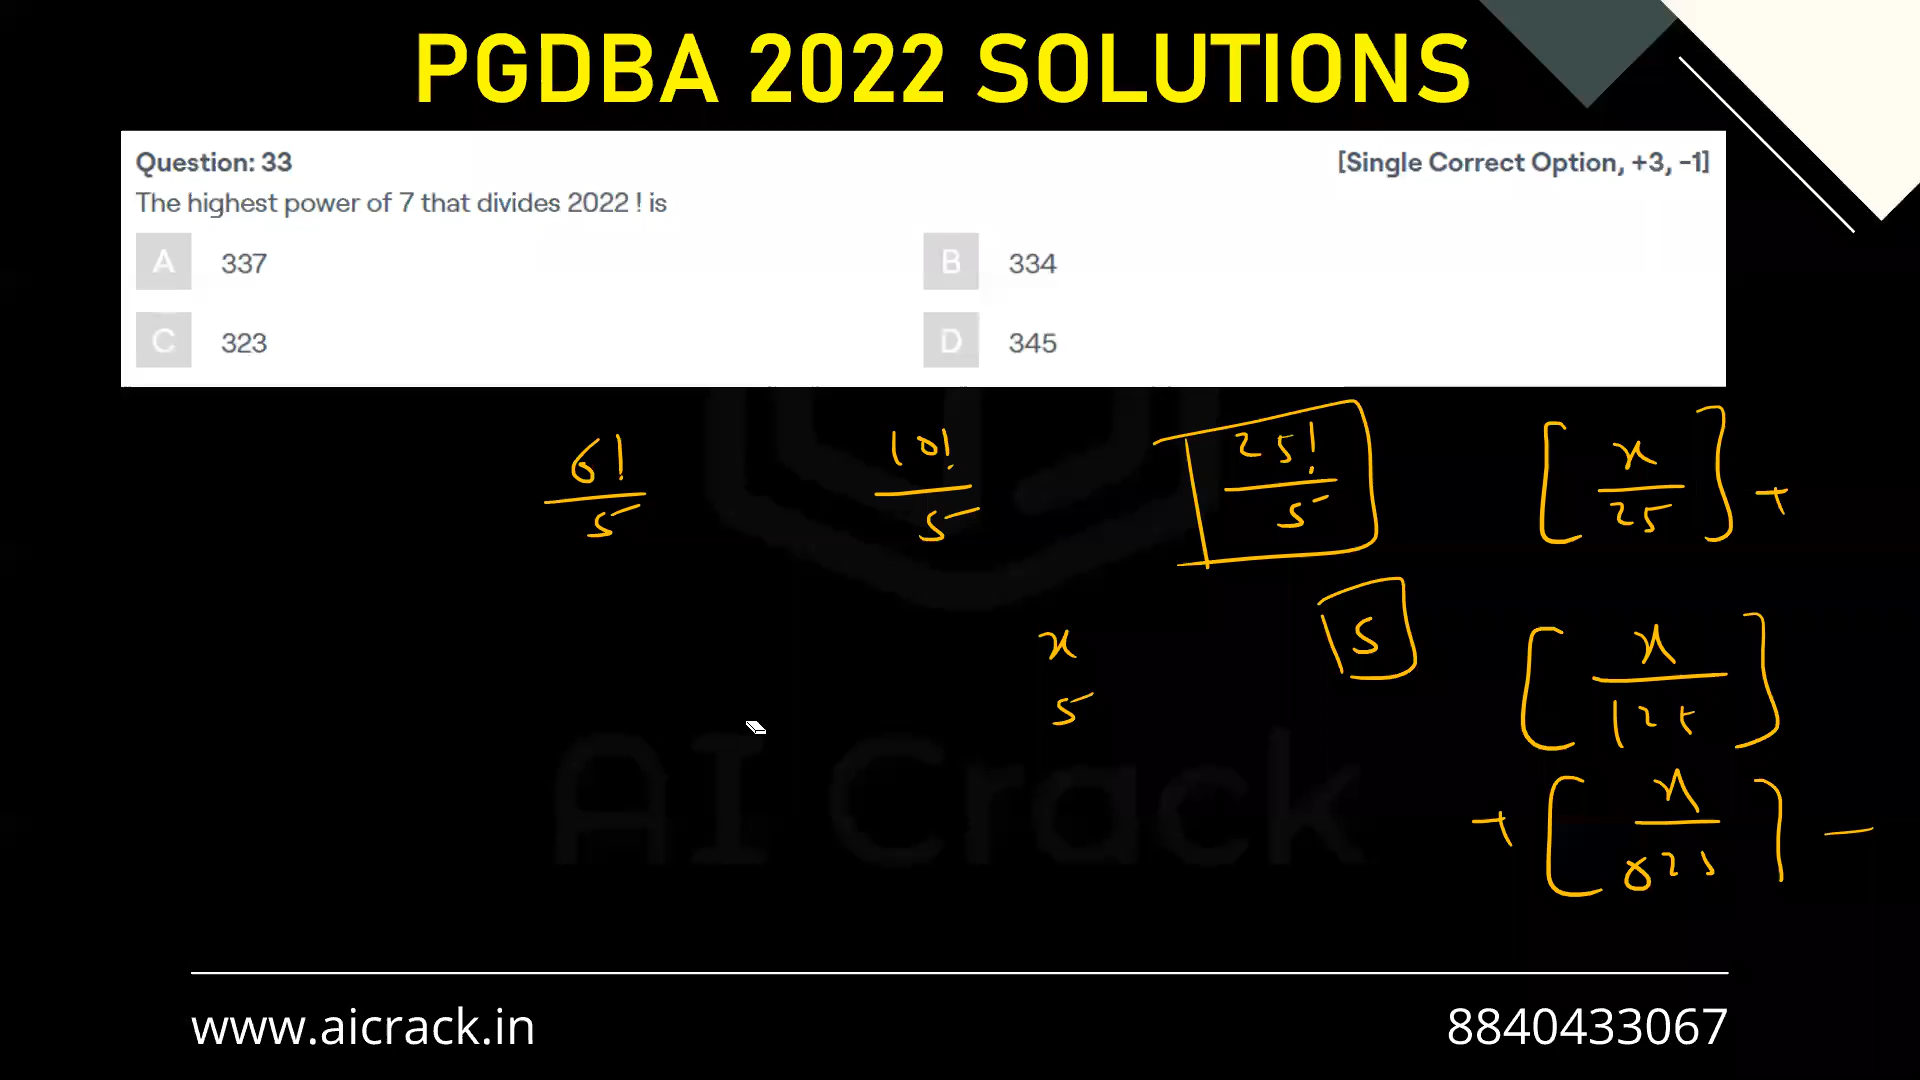 PGDBA 2022 SOLUTIONS
Question: 33 [Single Correct Option, +3, -1]
The highest power of 7 that divides 2022 ! is
A 337
B 334
C 323
D 345
6! / 5
10! / 5
25! / 5
[x / 25] +
5
x
5
[x / 125]
+ [x / 625] —
AI Crack
www.aicrack.in
8840433067